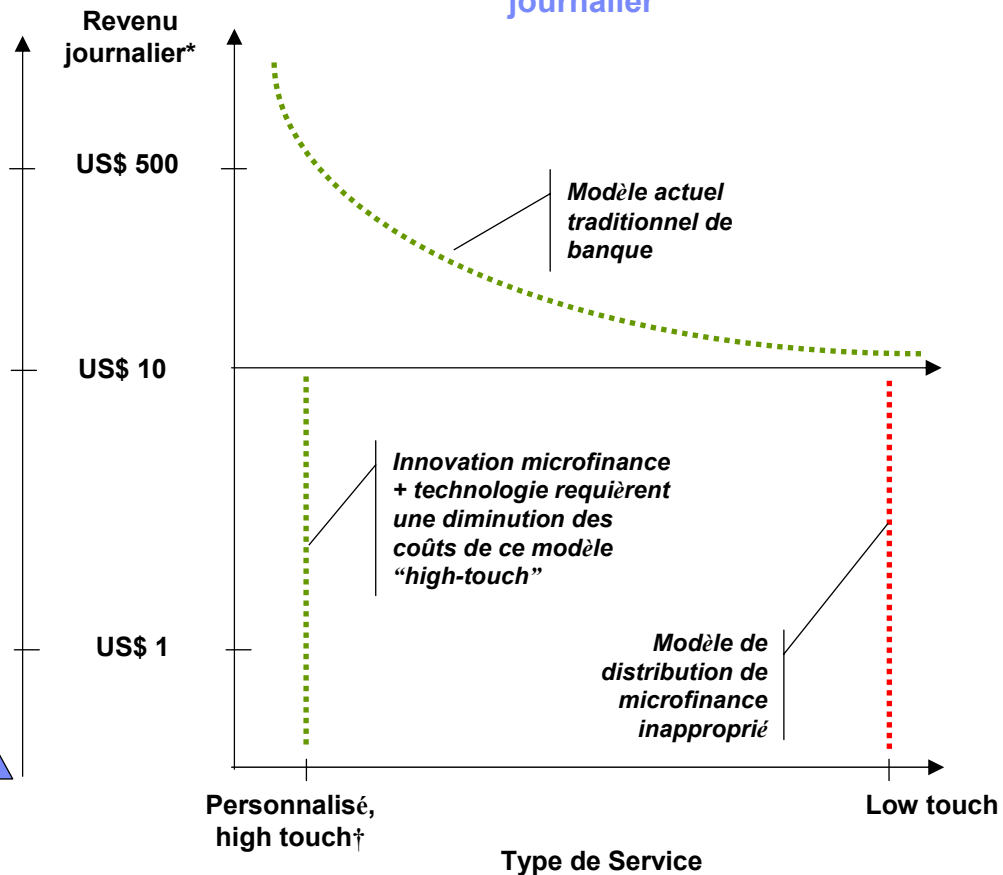 journalier
Revenu
journalier*
US$ 500
Modèle actuel
traditionnel de
banque
US$ 10
Innovation microfinance
+ technologie requièrent
une diminution des
coûts de ce modèle
“high-touch”
US$ 1
Modèle de
distribution de
microfinance
inapproprié
Personnalisé,
high touch†
Low touch
Type de Service